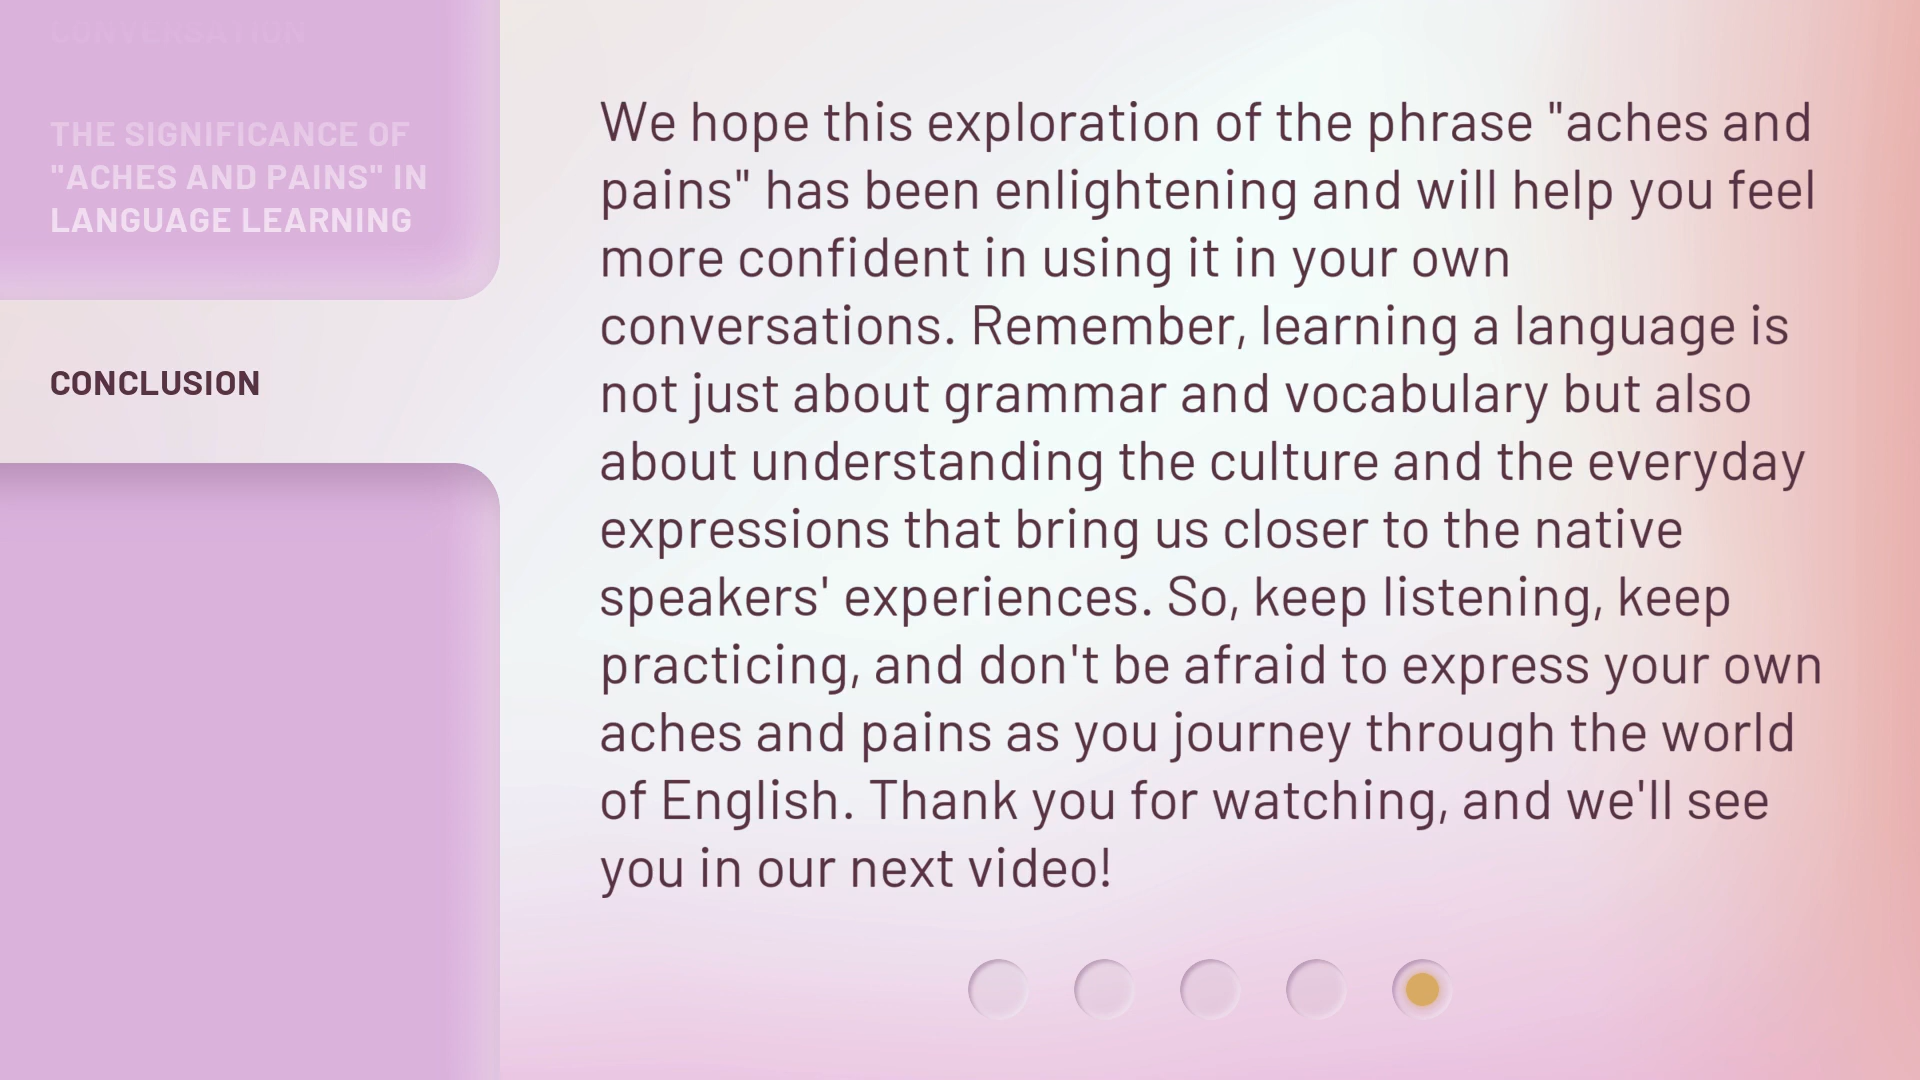 CONVERSATION
THE SIGNIFICANCE OF
"ACHES AND PAINS" IN
LANGUAGE LEARNING
CONCLUSION
We hope this exploration of the phrase "aches and
pains" has been enlightening and will help you feel
more confident in using it in your own
conversations. Remember, learning a language is
not just about grammar and vocabulary but also
about understanding the culture and the everyday
expressions that bring us closer to the native
speakers' experiences. So, keep listening, keep
practicing, and don't be afraid to express your own
aches and pains as you journey through the world
of English. Thank you for watching, and we'll see
you in our next video!